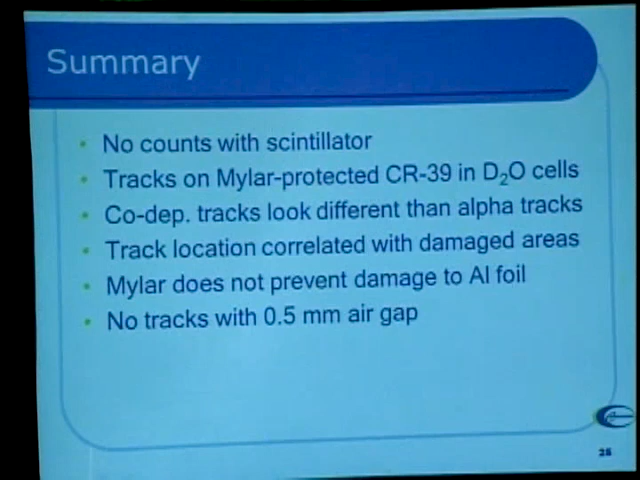 Summary
• No counts with scintillator
• Tracks on Mylar-protected CR-39 in D₂O cells
• Co-dep. tracks look different than alpha tracks
• Track location correlated with damaged areas
• Mylar does not prevent damage to Al foil
• No tracks with 0.5 mm air gap